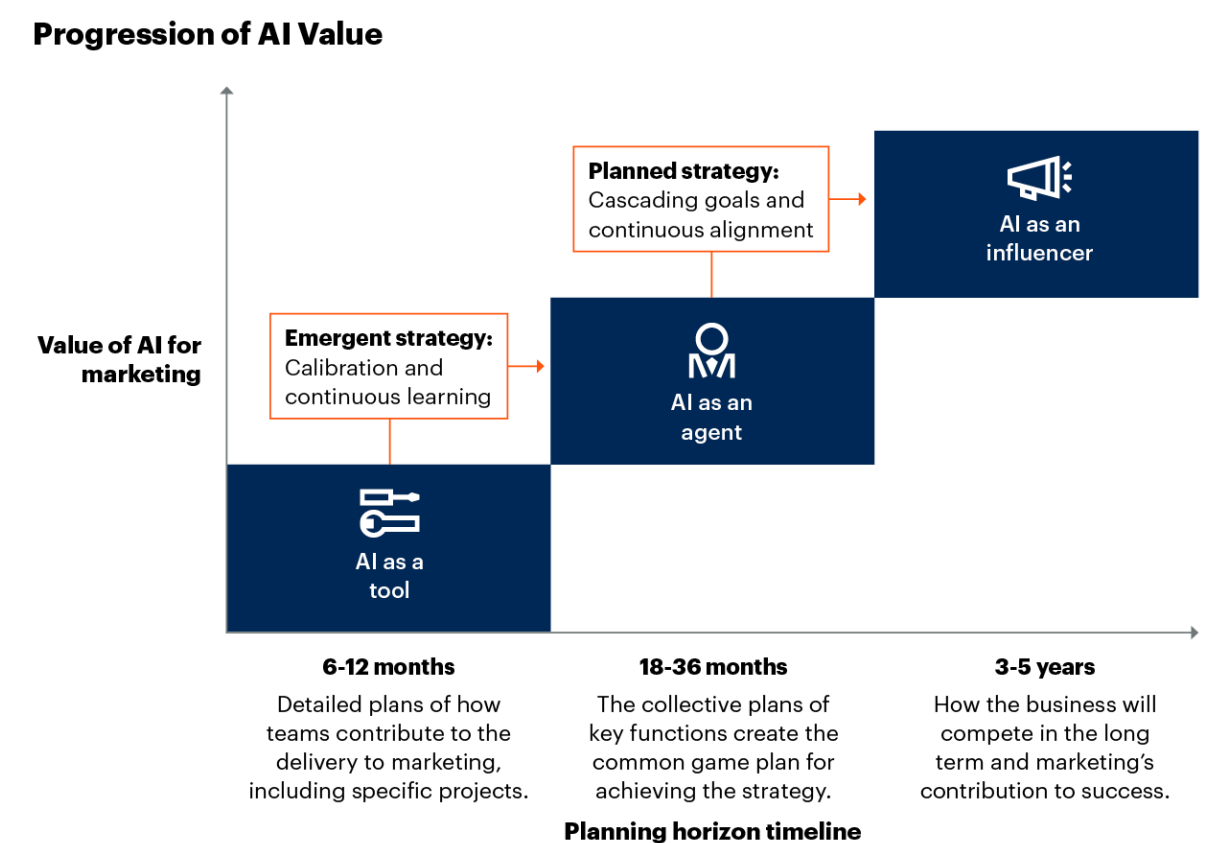 Progression of AI Value
Planned strategy:
Cascading goals and
continuous alignment
AI as an
influencer
Value of AI for
marketing
Emergent strategy:
Calibration and
continuous learning
AI as an
agent
AI as a
tool
6-12 months
Detailed plans of how
teams contribute to the
delivery to marketing,
including specific projects.
18-36 months
The collective plans of
key functions create the
common game plan for
achieving the strategy.
3-5 years
How the business will
compete in the long
term and marketing’s
contribution to success.
Planning horizon timeline